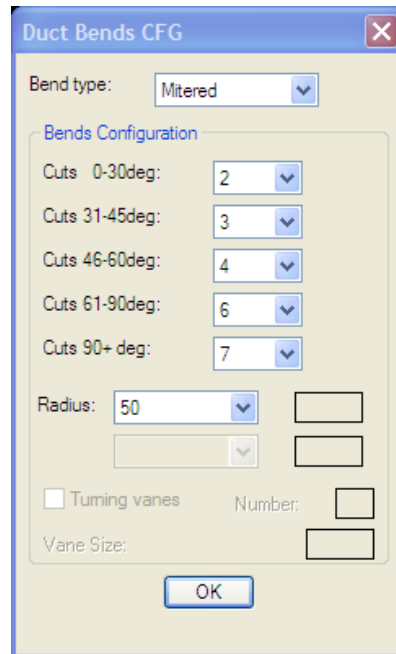 Duct Bends CFG
Bend type: Mitered
Bends Configuration
Cuts 0-30deg: 2
Cuts 31-45deg: 3
Cuts 46-60deg: 4
Cuts 61-90deg: 6
Cuts 90+ deg: 7
Radius: 50
Turning vanes Number:
Vane Size:
OK